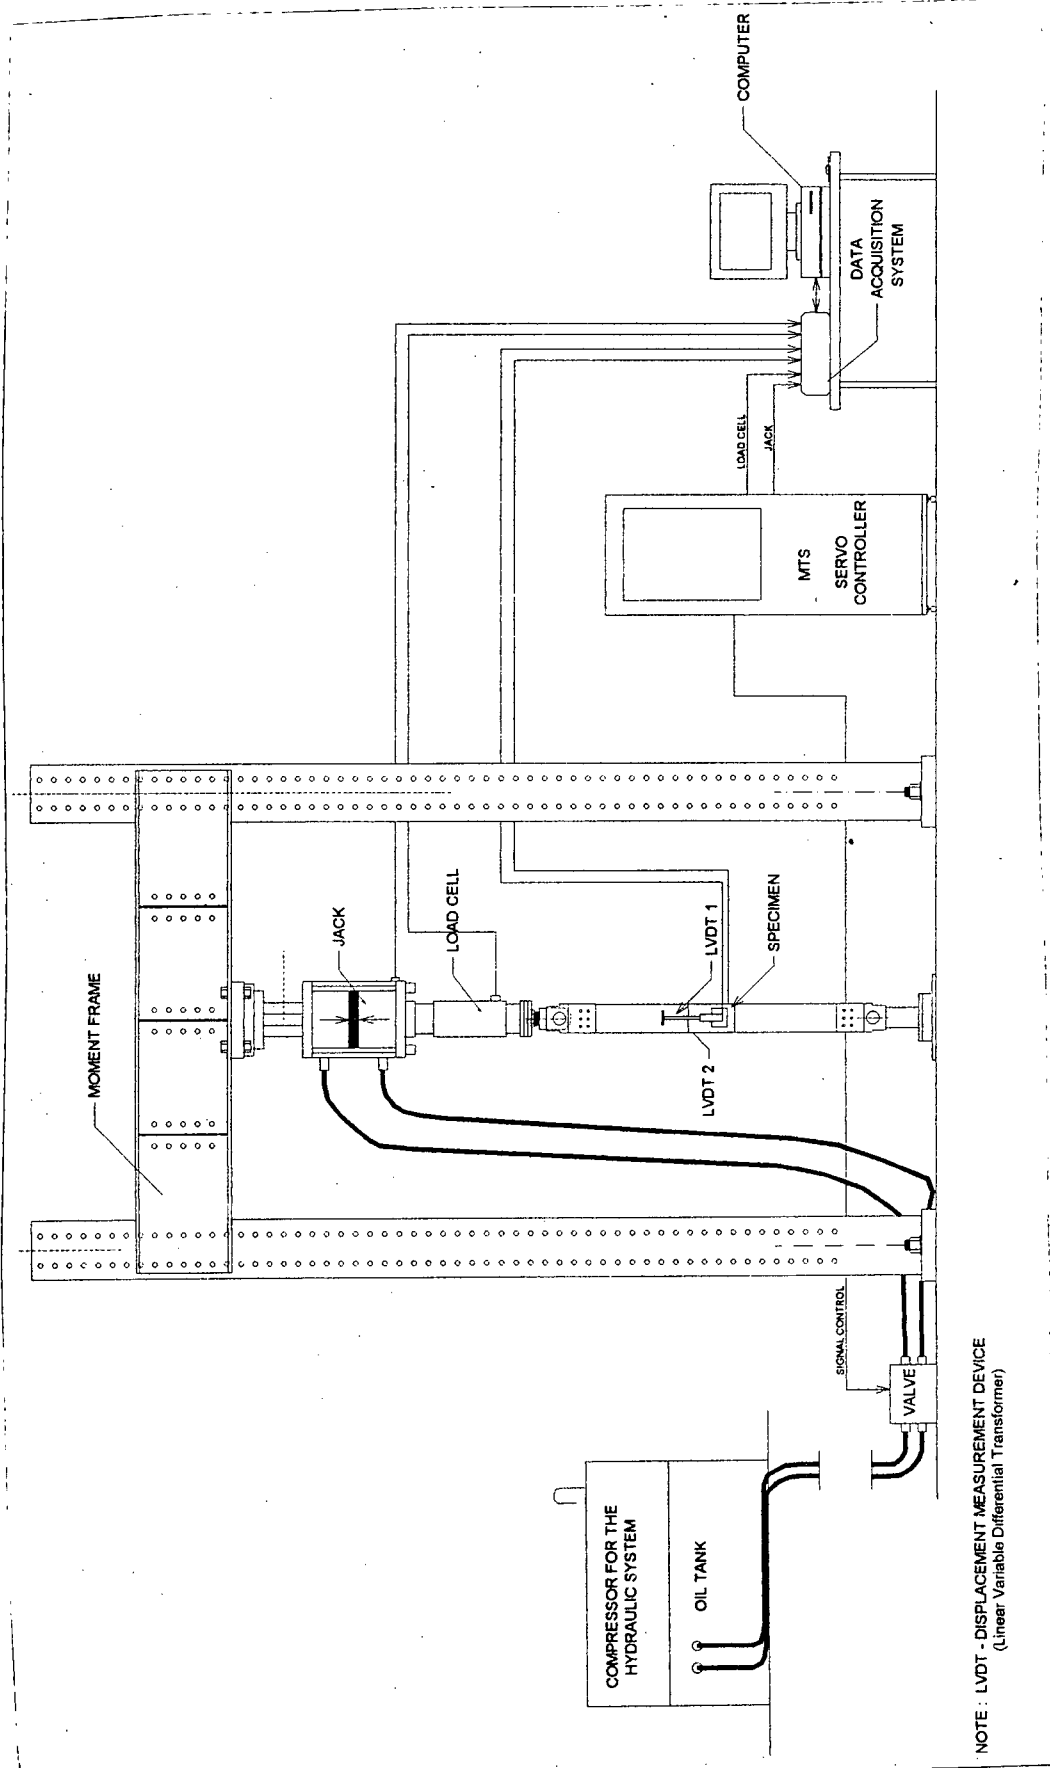 MOMENT FRAME
JACK
LOAD CELL
LVDT 1
LVDT 2
SPECIMEN
COMPRESSOR FOR THE
HYDRAULIC SYSTEM
OIL TANK
SIGNAL CONTROL
VALVE
MTS
SERVO
CONTROLLER
LOAD CELL
JACK
COMPUTER
DATA
ACQUISITION
SYSTEM
NOTE : LVDT - DISPLACEMENT MEASUREMENT DEVICE
(Linear Variable Differential Transformer)